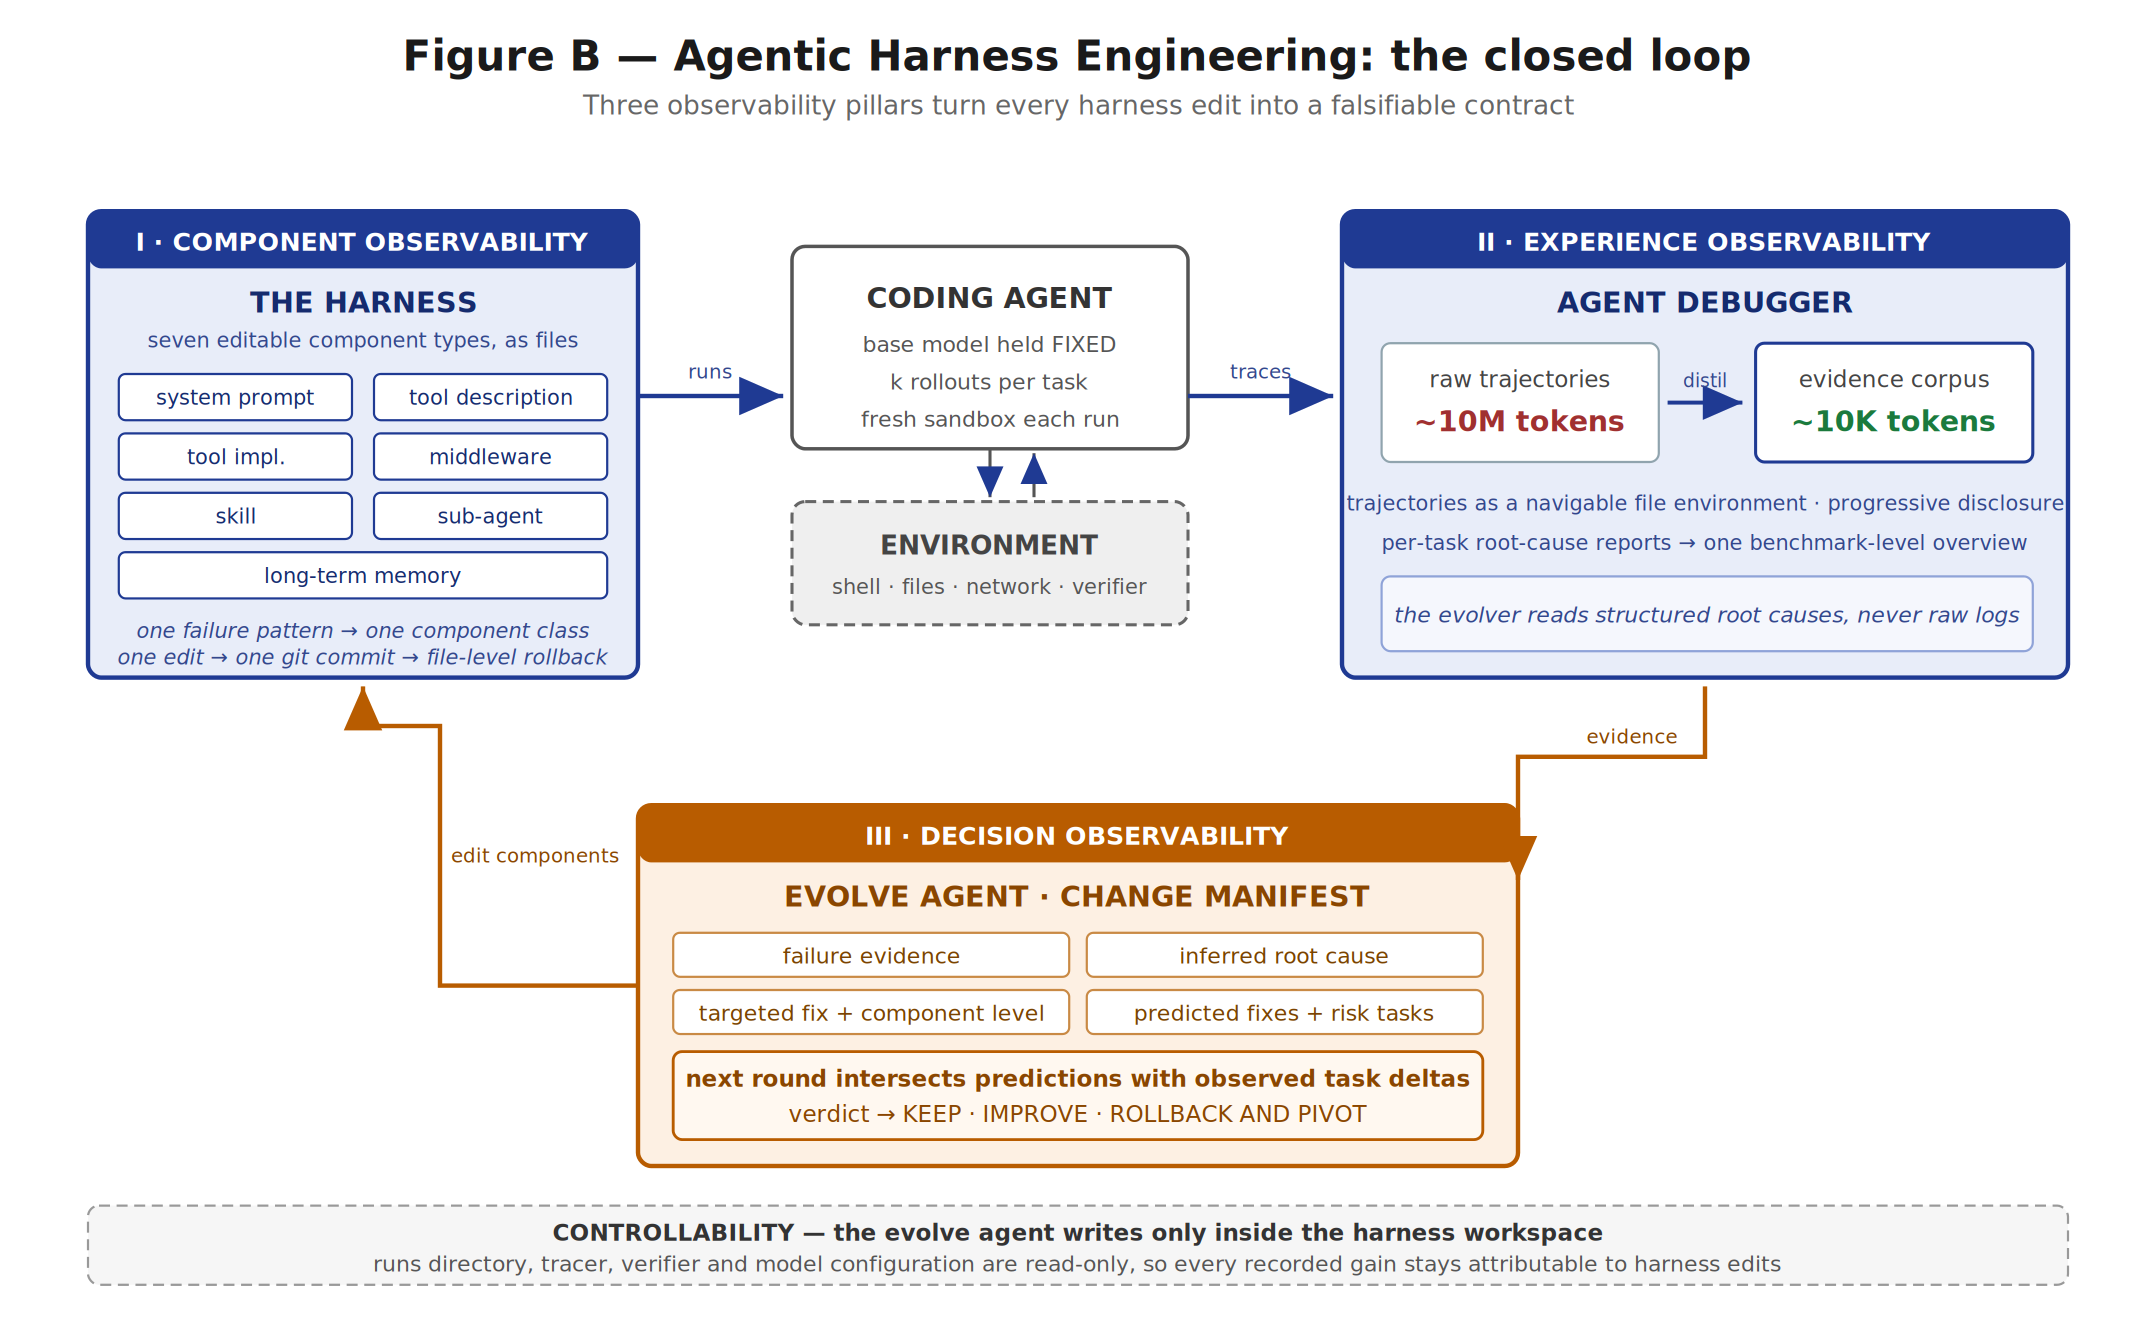 Figure B — Agentic Harness Engineering: the closed loop
Three observability pillars turn every harness edit into a falsifiable contract
I · COMPONENT OBSERVABILITY
THE HARNESS
seven editable component types, as files
system prompt
tool description
tool impl.
middleware
skill
sub-agent
long-term memory
one failure pattern → one component class
one edit → one git commit → file-level rollback
runs
CODING AGENT
base model held FIXED
k rollouts per task
fresh sandbox each run
ENVIRONMENT
shell · files · network · verifier
traces
II · EXPERIENCE OBSERVABILITY
AGENT DEBUGGER
raw trajectories
~10M tokens
distil
evidence corpus
~10K tokens
trajectories as a navigable file environment · progressive disclosure
per-task root-cause reports → one benchmark-level overview
the evolver reads structured root causes, never raw logs
evidence
edit components
III · DECISION OBSERVABILITY
EVOLVE AGENT · CHANGE MANIFEST
failure evidence
inferred root cause
targeted fix + component level
predicted fixes + risk tasks
next round intersects predictions with observed task deltas
verdict → KEEP · IMPROVE · ROLLBACK AND PIVOT
CONTROLLABILITY — the evolve agent writes only inside the harness workspace
runs directory, tracer, verifier and model configuration are read-only, so every recorded gain stays attributable to harness edits